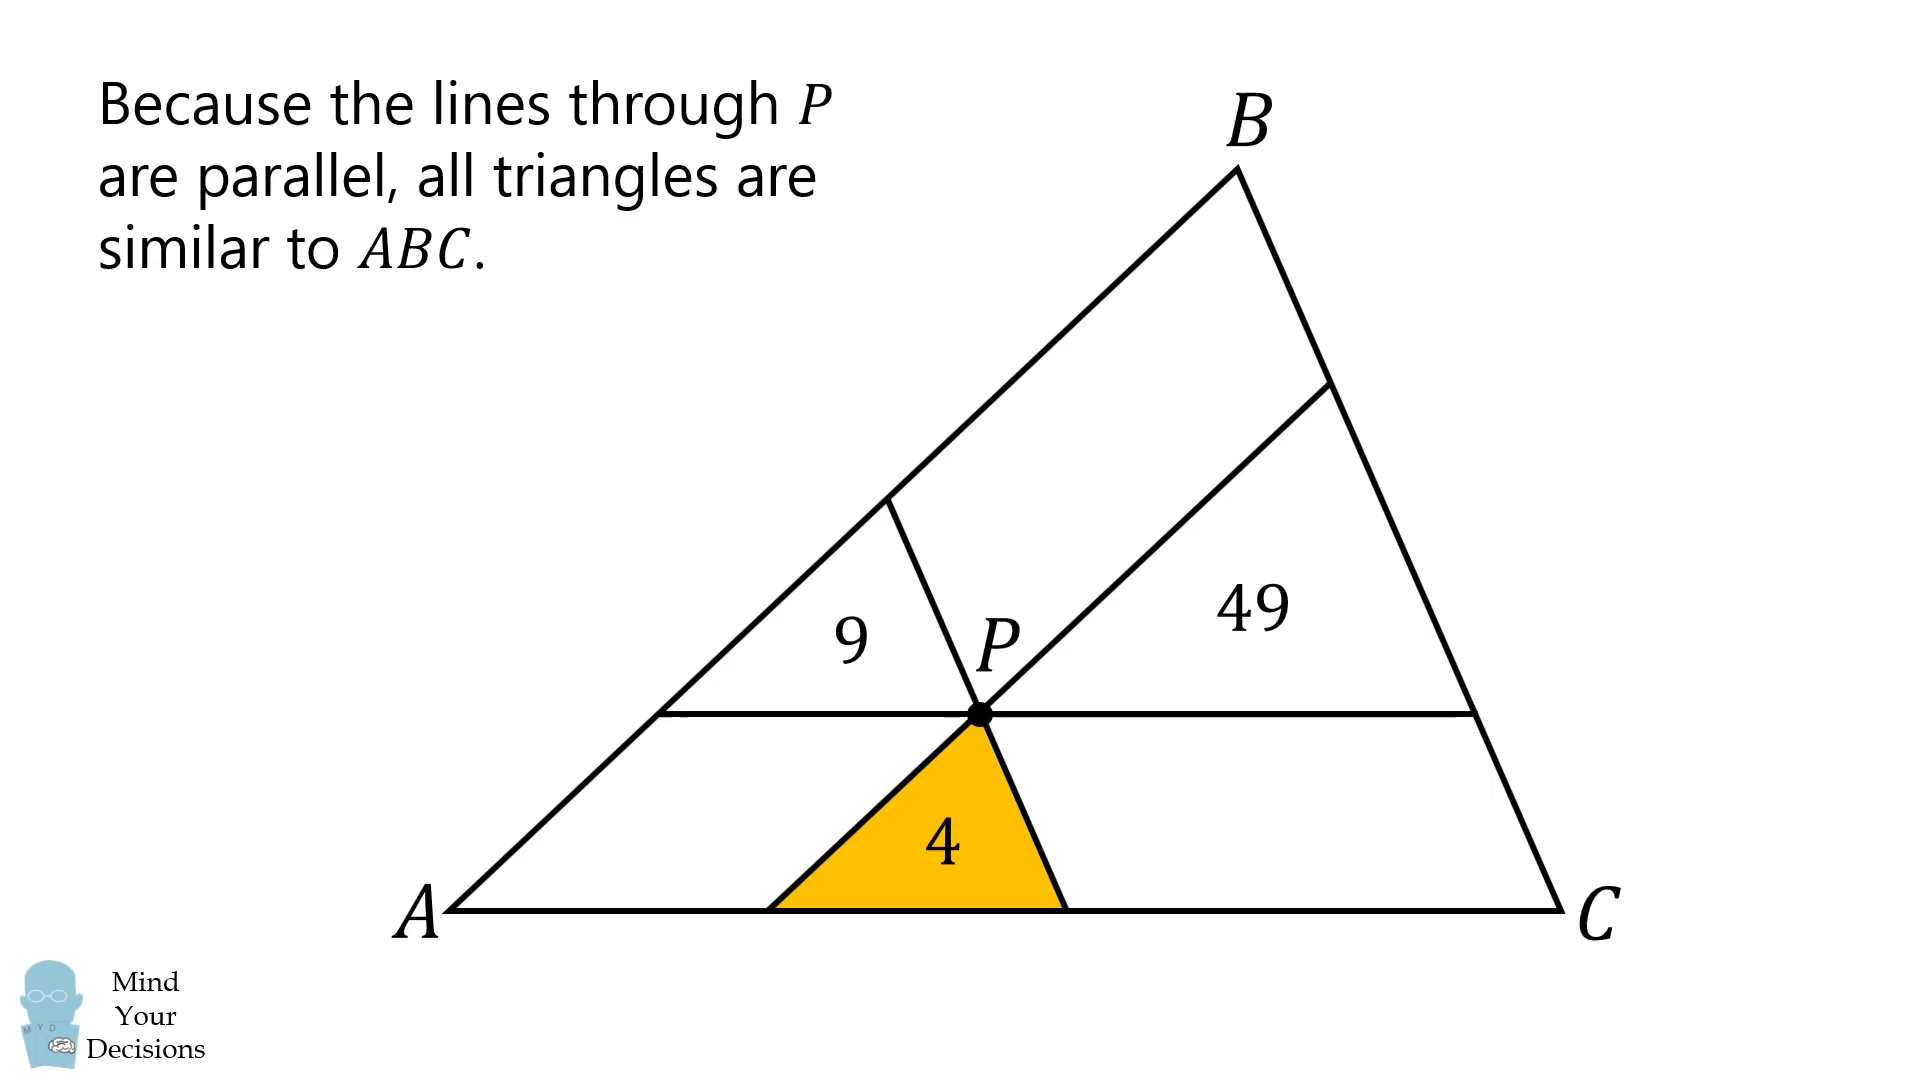 Because the lines through P
are parallel, all triangles are
similar to ABC.
B
9
P
49
4
A
C
M Y D
Mind
Your
Decisions